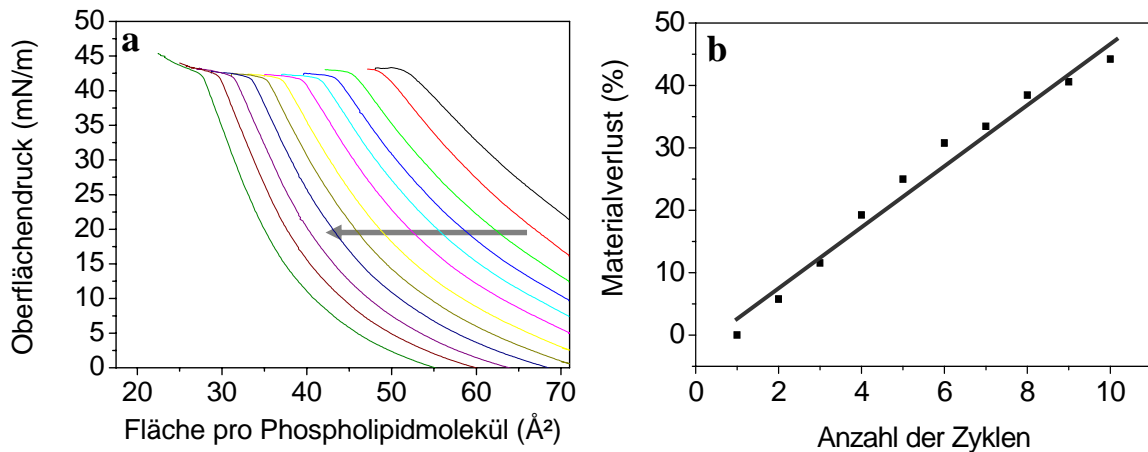 a
50
45
40
35
30
25
20
15
10
5
0
Oberflächendruck (mN/m)
20 30 40 50 60 70
Fläche pro Phospholipidmolekül (Å²)
b
50
40
30
20
10
0
Materialverlust (%)
0 2 4 6 8 10
Anzahl der Zyklen